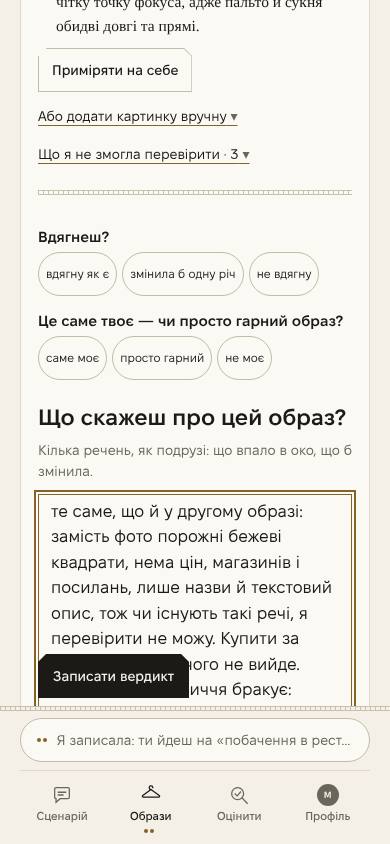 чітку точку фокуса, адже пальто й сукня
обидві довгі та прямі.
Приміряти на себе
Або додати картинку вручну ▾
Що я не змогла перевірити · 3 ▾
Вдягнеш?
вдягну як є
змінила б одну річ
не вдягну
Це саме твоє — чи просто гарний образ?
саме моє
просто гарний
не моє
Що скажеш про цей образ?
Кілька речень, як подрузі: що впало в око, що б
змінила.
те саме, що й у другому образі:
замість фото порожні бежеві
квадрати, нема цін, магазинів і
посилань, лише назви й текстовий
опис, тож чи існують такі речі, я
перевірити не можу. Купити за
не вийде.
бракує:
Записати вердикт
Я записала: ти йдеш на «побачення в рест...
Сценарій
Образи
Оцінити
М
Профіль